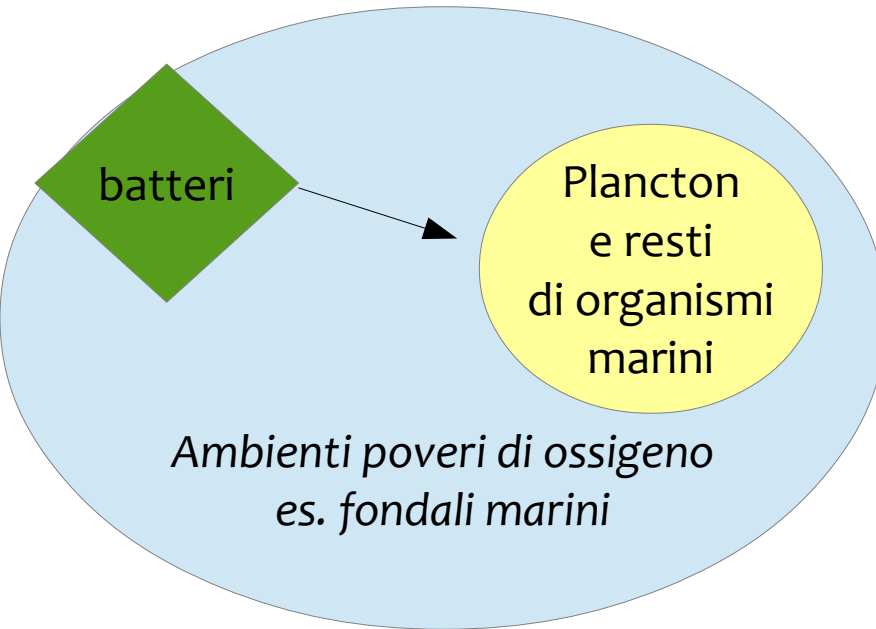 batteri
Plancton
e resti
di organismi
marini
Ambienti poveri di ossigeno
es. fondali marini